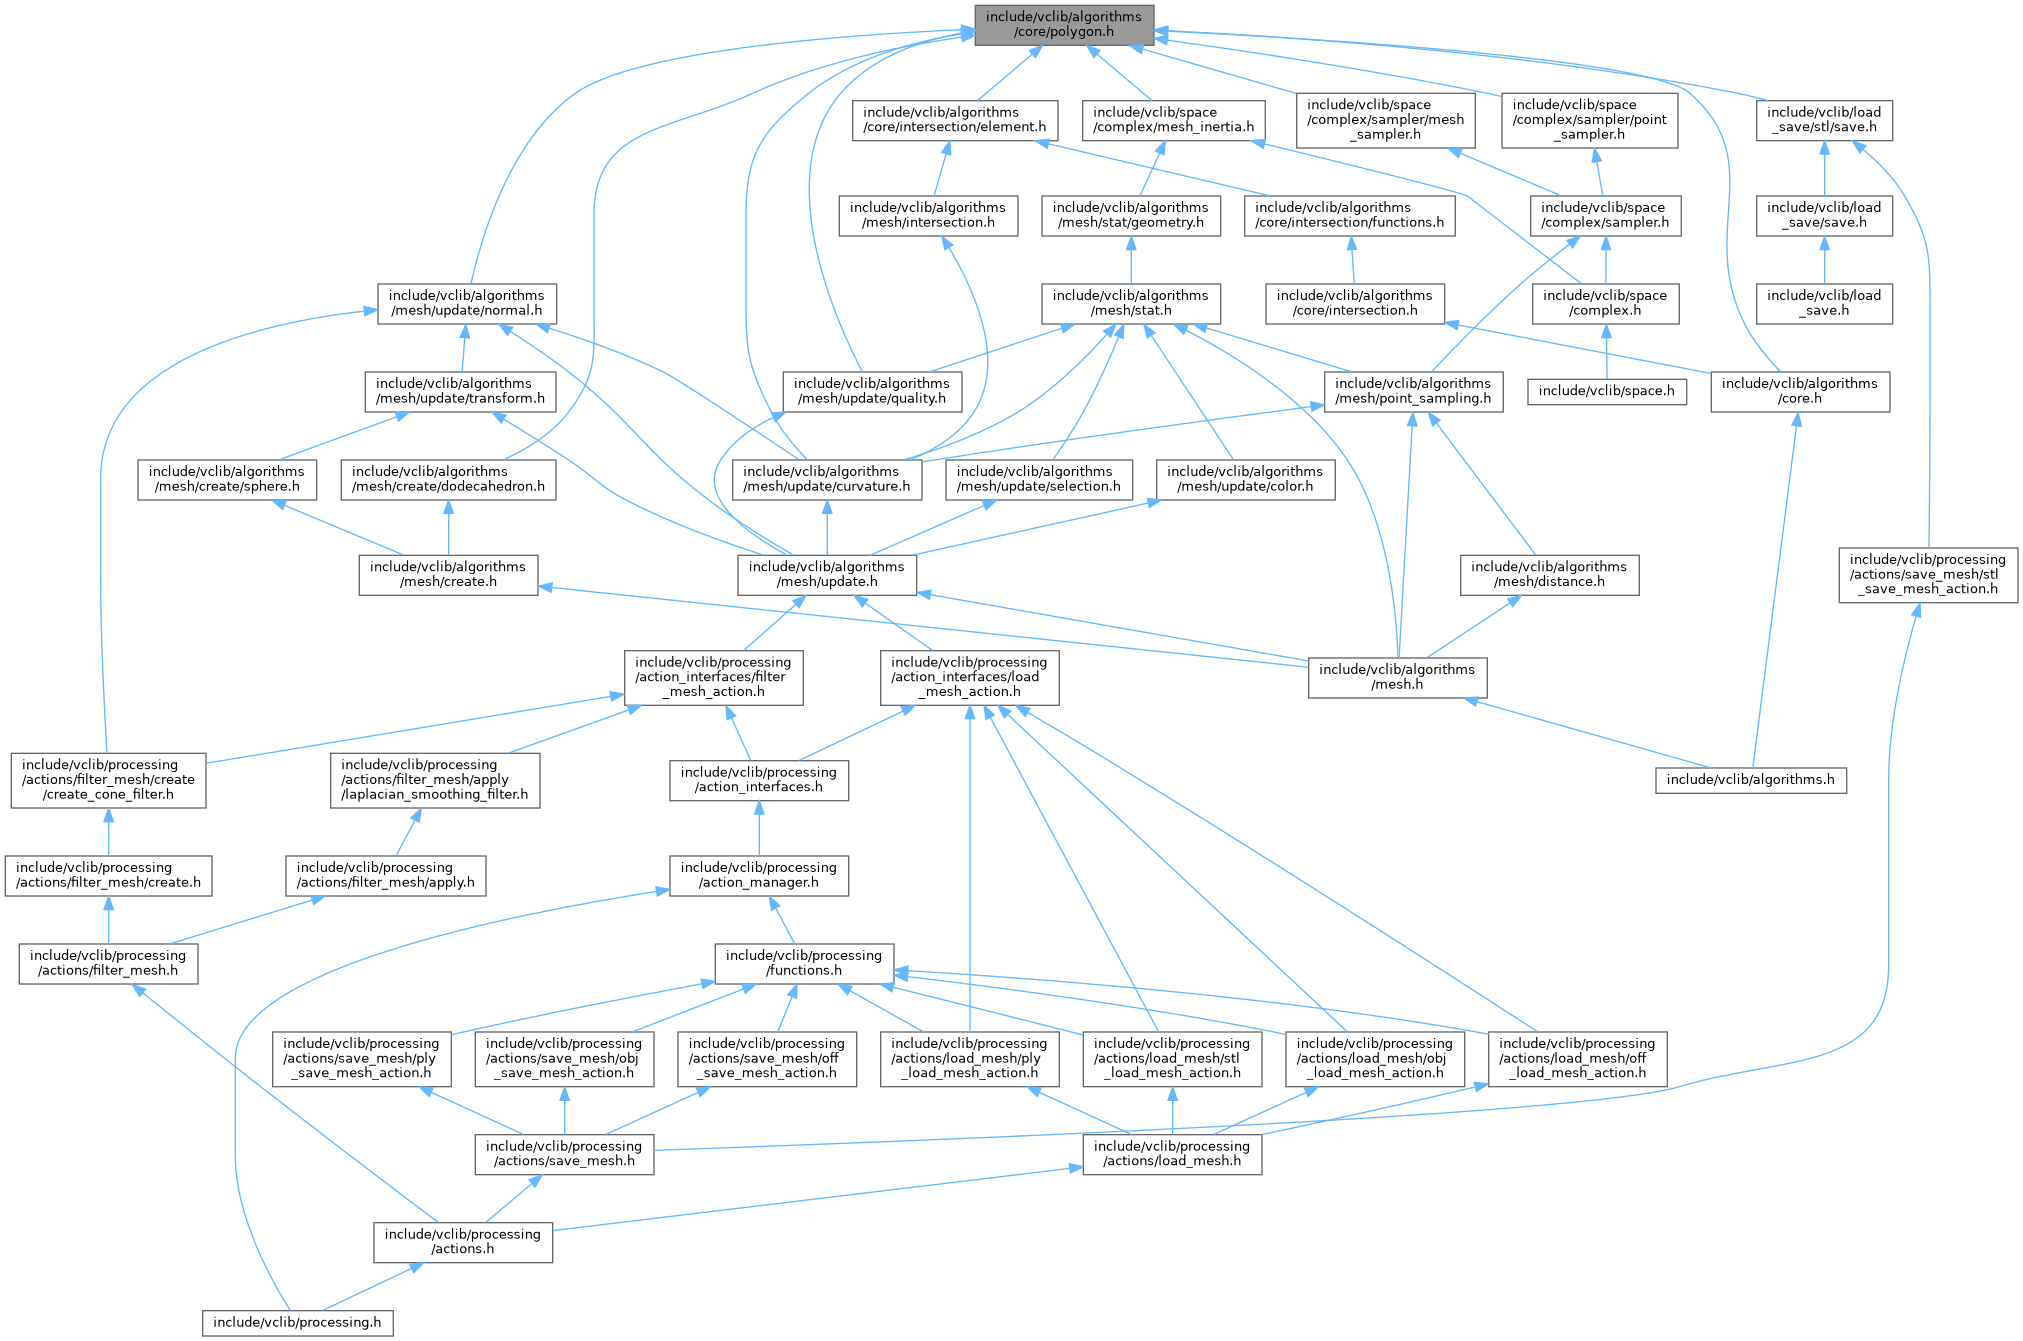 include/vclib/algorithms
/core/polygon.h
include/vclib/algorithms
/core/intersection/element.h
include/vclib/space
/complex/mesh_inertia.h
include/vclib/space
/complex/sampler/mesh
_sampler.h
include/vclib/space
/complex/sampler/point
_sampler.h
include/vclib/load
_save/stl/save.h
include/vclib/algorithms
/mesh/intersection.h
include/vclib/algorithms
/mesh/stat/geometry.h
include/vclib/algorithms
/core/intersection/functions.h
include/vclib/space
/complex/sampler.h
include/vclib/load
_save/save.h
include/vclib/algorithms
/mesh/update/normal.h
include/vclib/algorithms
/mesh/stat.h
include/vclib/algorithms
/core/intersection.h
include/vclib/space
/complex.h
include/vclib/load
_save.h
include/vclib/algorithms
/mesh/update/transform.h
include/vclib/algorithms
/mesh/update/quality.h
include/vclib/algorithms
/mesh/point_sampling.h
include/vclib/space.h
include/vclib/algorithms
/core.h
include/vclib/algorithms
/mesh/create/sphere.h
include/vclib/algorithms
/mesh/create/dodecahedron.h
include/vclib/algorithms
/mesh/update/curvature.h
include/vclib/algorithms
/mesh/update/selection.h
include/vclib/algorithms
/mesh/update/color.h
include/vclib/algorithms
/mesh/create.h
include/vclib/algorithms
/mesh/update.h
include/vclib/algorithms
/mesh/distance.h
include/vclib/processing
/actions/save_mesh/stl
_save_mesh_action.h
include/vclib/processing
/action_interfaces/filter
_mesh_action.h
include/vclib/processing
/action_interfaces/load
_mesh_action.h
include/vclib/algorithms
/mesh.h
include/vclib/processing
/actions/filter_mesh/create
/create_cone_filter.h
include/vclib/processing
/actions/filter_mesh/apply
/laplacian_smoothing_filter.h
include/vclib/processing
/action_interfaces.h
include/vclib/algorithms.h
include/vclib/processing
/actions/filter_mesh/create.h
include/vclib/processing
/actions/filter_mesh/apply.h
include/vclib/processing
/action_manager.h
include/vclib/processing
/actions/filter_mesh.h
include/vclib/processing
/functions.h
include/vclib/processing
/actions/save_mesh/ply
_save_mesh_action.h
include/vclib/processing
/actions/save_mesh/obj
_save_mesh_action.h
include/vclib/processing
/actions/save_mesh/off
_save_mesh_action.h
include/vclib/processing
/actions/load_mesh/ply
_load_mesh_action.h
include/vclib/processing
/actions/load_mesh/stl
_load_mesh_action.h
include/vclib/processing
/actions/load_mesh/obj
_load_mesh_action.h
include/vclib/processing
/actions/load_mesh/off
_load_mesh_action.h
include/vclib/processing
/actions/save_mesh.h
include/vclib/processing
/actions/load_mesh.h
include/vclib/processing
/actions.h
include/vclib/processing.h